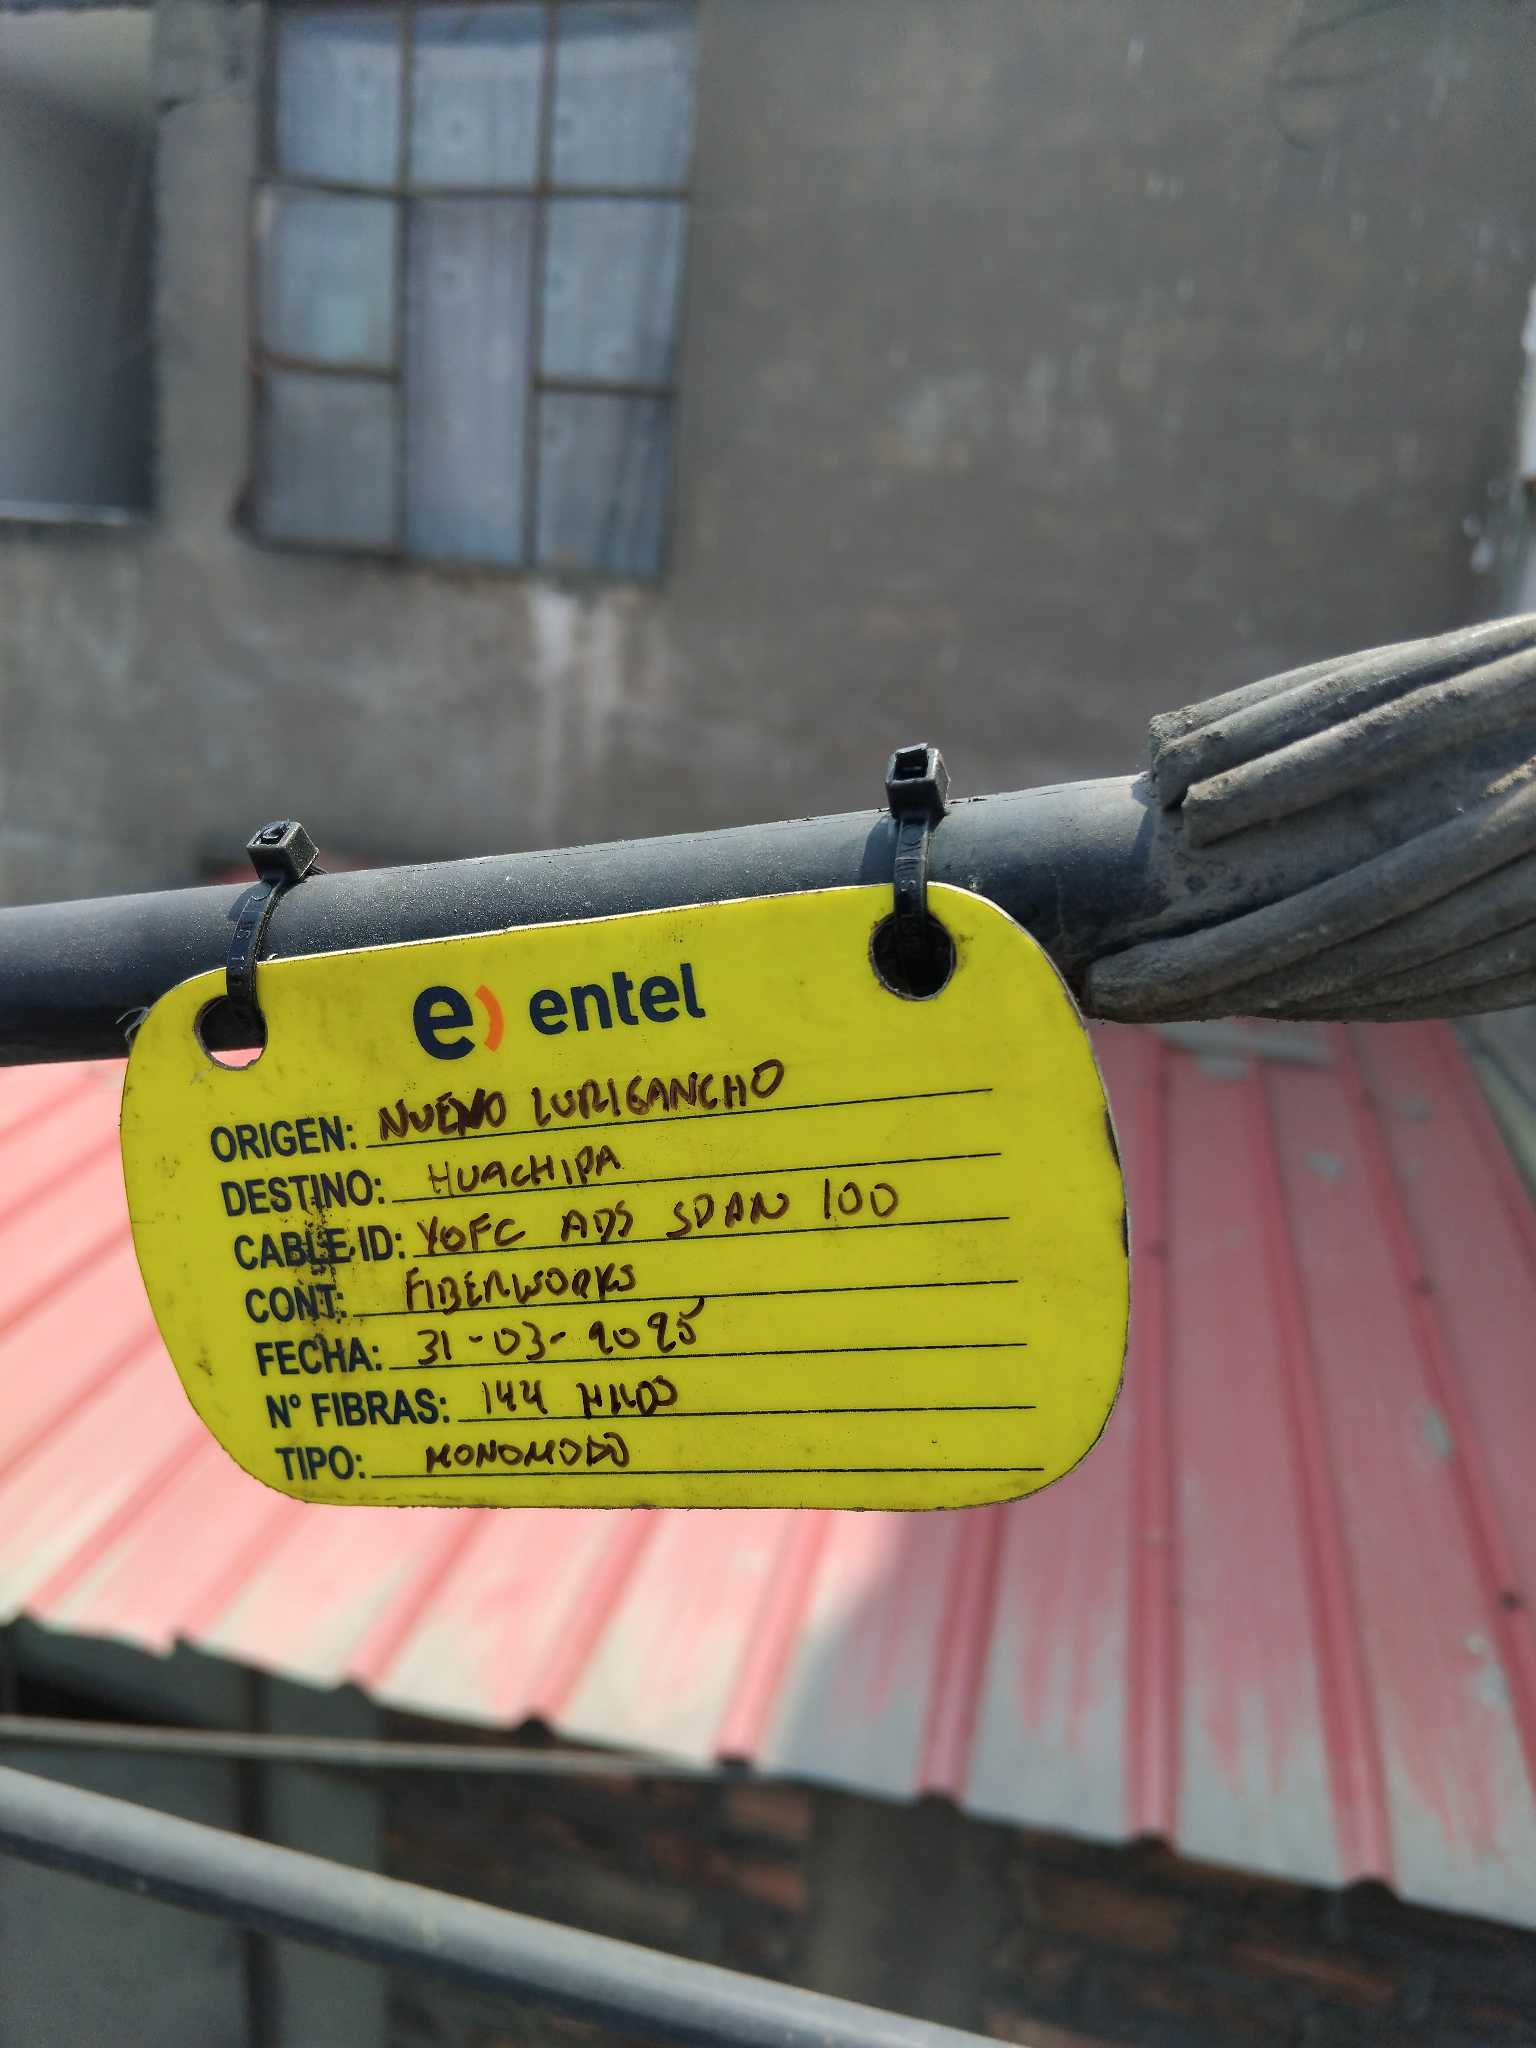 e) entel
ORIGEN: NUEVO LURIGANCHO
DESTINO: HUACHIPA
CABLE ID: YOFC ADS SPAN 100
CONT: FIBERWORKS
FECHA: 31-03-2025
N° FIBRAS: 144 HILOS
TIPO: MONOMODO